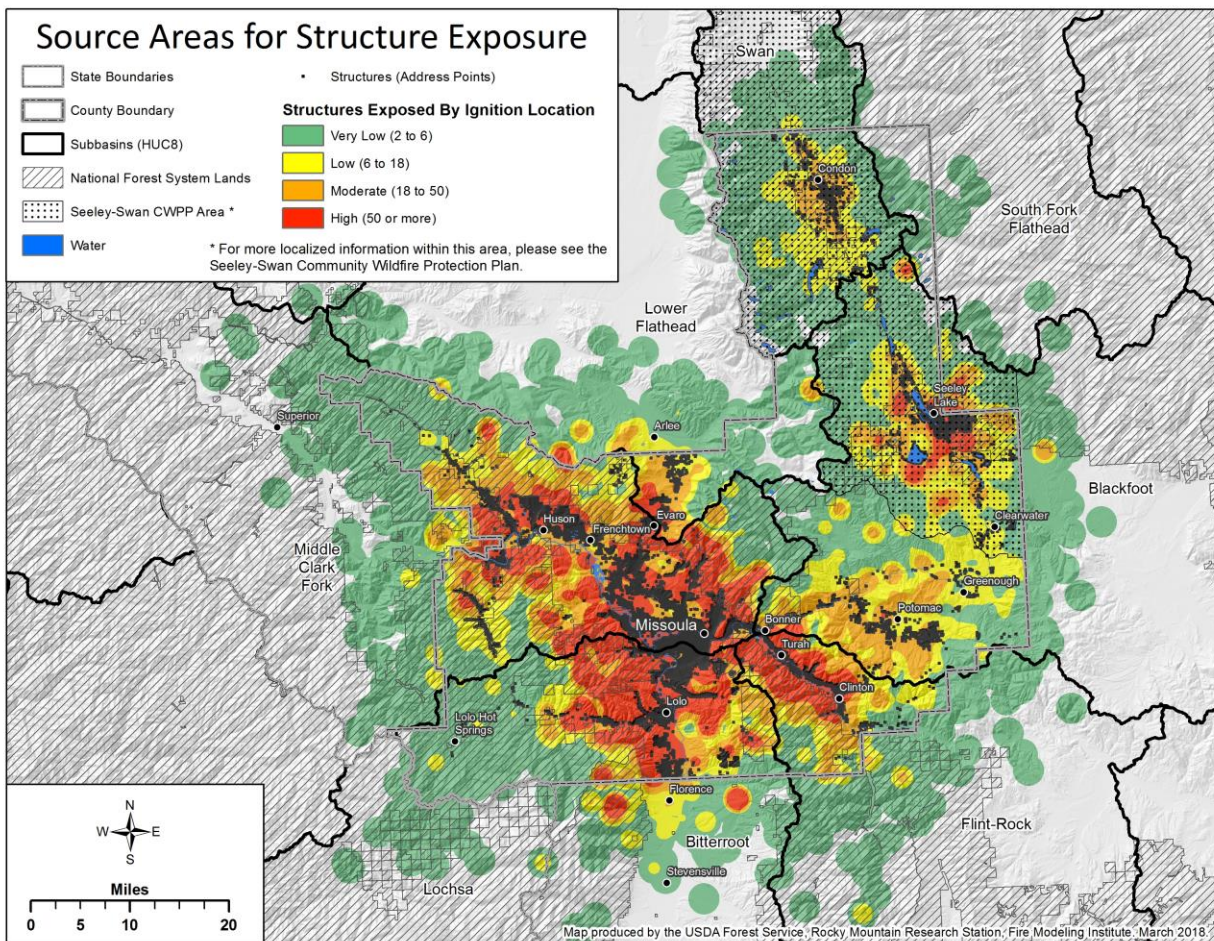 Source Areas for Structure Exposure
State Boundaries
County Boundary
Subbasins (HUC8)
National Forest System Lands
Seeley-Swan CWPP Area *
Water
Structures (Address Points)
Structures Exposed By Ignition Location
Very Low (2 to 6)
Low (6 to 18)
Moderate (18 to 50)
High (50 or more)
* For more localized information within this area, please see the
Seeley-Swan Community Wildfire Protection Plan.
Swan
Condon
South Fork
Flathead
Lower
Flathead
Seeley
Lake
Superior
Arlee
Blackfoot
Clearwater
Huson
Frenchtown
Evaro
Middle
Clark
Fork
Greenough
Potomac
Missoula
Bonner
Turah
Clinton
Lolo
Lolo Hot
Springs
Florence
Flint-Rock
Bitterroot
Stevensville
Lochsa
N
W
E
S
Miles
0 5 10 20
Map produced by the USDA Forest Service, Rocky Mountain Research Station, Fire Modeling Institute. March 2018.